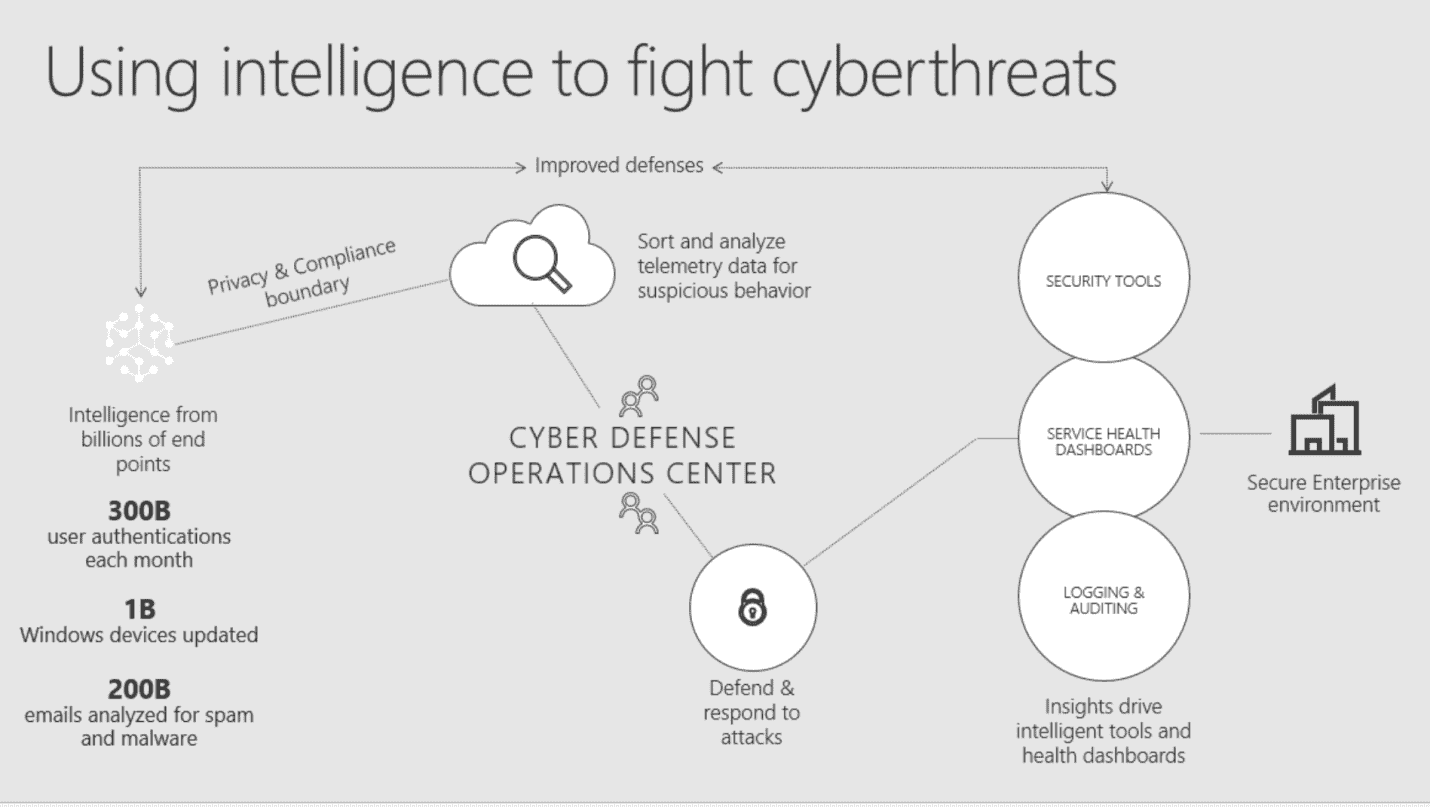 Using intelligence to fight cyberthreats
Improved defenses
Privacy & Compliance
boundary
Sort and analyze
telemetry data for
suspicious behavior
SECURITY TOOLS
Intelligence from
billions of end
points
300B
user authentications
each month
1B
Windows devices updated
200B
emails analyzed for spam
and malware
CYBER DEFENSE
OPERATIONS CENTER
Defend &
respond to
attacks
SERVICE HEALTH
DASHBOARDS
LOGGING &
AUDITING
Insights drive
intelligent tools and
health dashboards
Secure Enterprise
environment